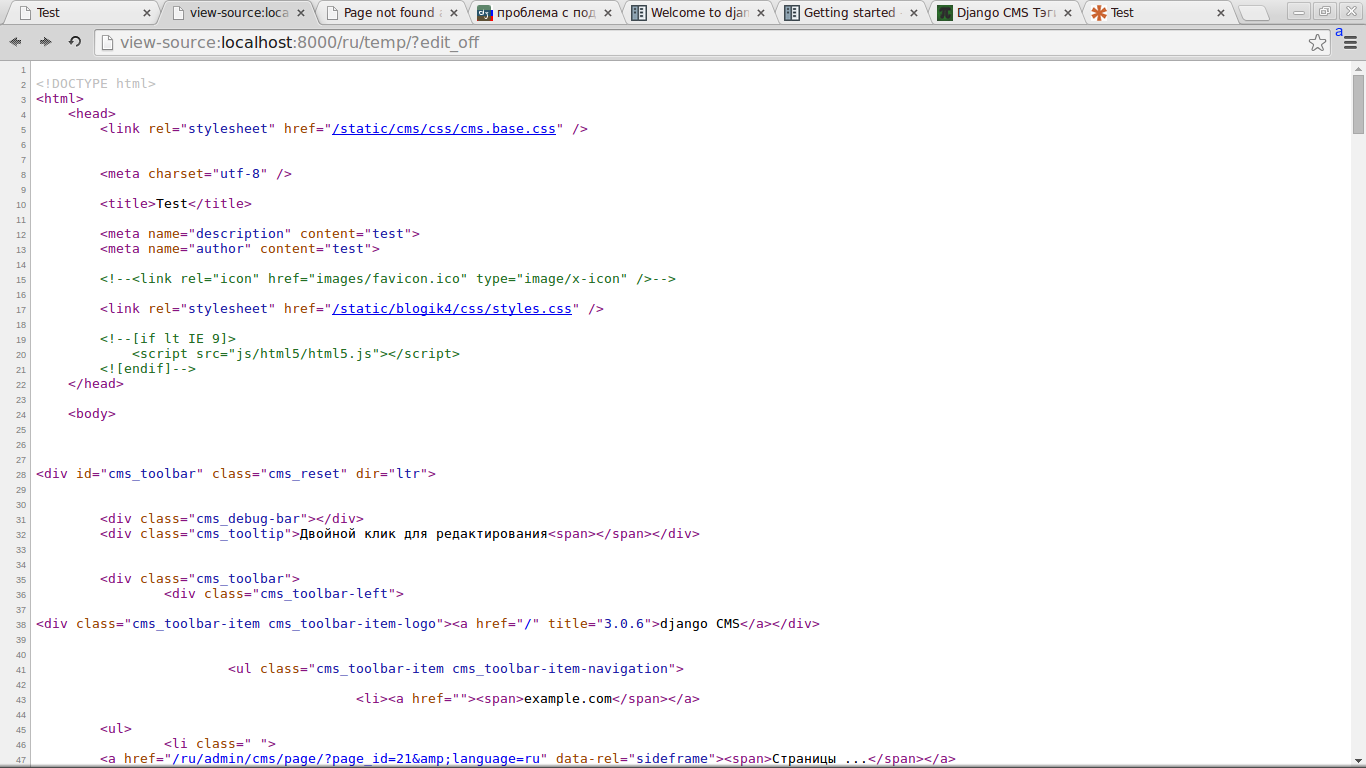 Test
view-source:loca
Page not found a
проблема с под
Welcome to djan
Getting started -
Django CMS Тэги
Test
view-source:localhost:8000/ru/temp/?edit_off
a
1
2 <!DOCTYPE html>
3 <html>
4 <head>
5 <link rel="stylesheet" href="/static/cms/css/cms.base.css" />
6
7
8 <meta charset="utf-8" />
9
10 <title>Test</title>
11
12 <meta name="description" content="test">
13 <meta name="author" content="test">
14
15 <!--<link rel="icon" href="images/favicon.ico" type="image/x-icon" />-->
16
17 <link rel="stylesheet" href="/static/blogik4/css/styles.css" />
18
19 <!--[if lt IE 9]>
20 <script src="js/html5/html5.js"></script>
21 <![endif]-->
22 </head>
23
24 <body>
25
26
27
28 <div id="cms_toolbar" class="cms_reset" dir="ltr">
29
30
31 <div class="cms_debug-bar"></div>
32 <div class="cms_tooltip">Двойной клик для редактирования<span></span></div>
33
34
35 <div class="cms_toolbar">
36 <div class="cms_toolbar-left">
37
38 <div class="cms_toolbar-item cms_toolbar-item-logo"><a href="/" title="3.0.6">django CMS</a></div>
39
40
41 <ul class="cms_toolbar-item cms_toolbar-item-navigation">
42
43 <li><a href=""><span>example.com</span></a>
44
45 <ul>
46 <li class=" ">
47 <a href="/ru/admin/cms/page/?page_id=21&amp;language=ru" data-rel="sideframe"><span>Страницы ...</span></a>